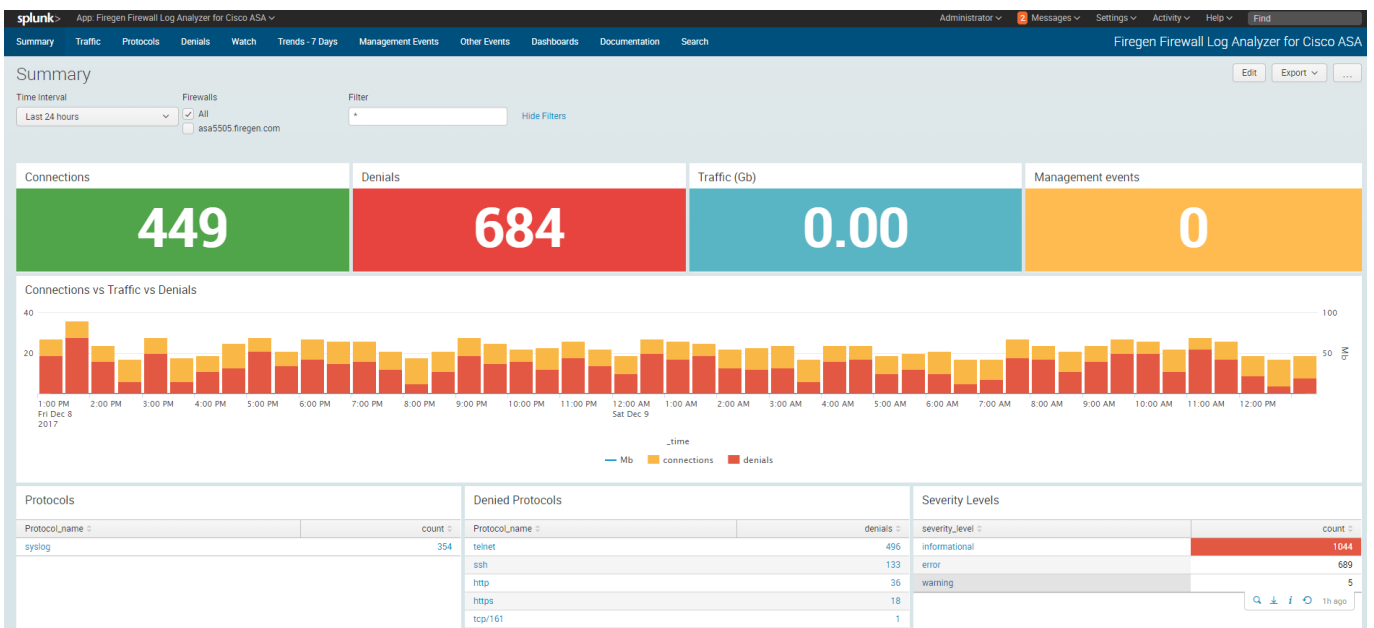 splunk> App: Firegen Firewall Log Analyzer for Cisco ASA Administrator 2 Messages Settings Activity Help Find
Summary Traffic Protocols Denials Watch Trends - 7 Days Management Events Other Events Dashboards Documentation Search Firegen Firewall Log Analyzer for Cisco ASA
Summary Edit Export ...
Time Interval Firewalls Filter
Last 24 hours All * Hide Filters
asa5505.firegen.com
Connections Denials Traffic (Gb) Management events
449 684 0.00 0
Connections vs Traffic vs Denials
40 100
20 50 Mb
1:00 PM 2:00 PM 3:00 PM 4:00 PM 5:00 PM 6:00 PM 7:00 PM 8:00 PM 9:00 PM 10:00 PM 11:00 PM 12:00 AM 1:00 AM 2:00 AM 3:00 AM 4:00 AM 5:00 AM 6:00 AM 7:00 AM 8:00 AM 9:00 AM 10:00 AM 11:00 AM 12:00 PM
Fri Dec 8 Sat Dec 9
2017
_time
Mb connections denials
Protocols Denied Protocols Severity Levels
Protocol_name count Protocol_name denials severity_level count
syslog 354 telnet 496 informational 1044
ssh 133 error 689
http 36 warning 5
https 18 i 1h ago
tcp/161 1